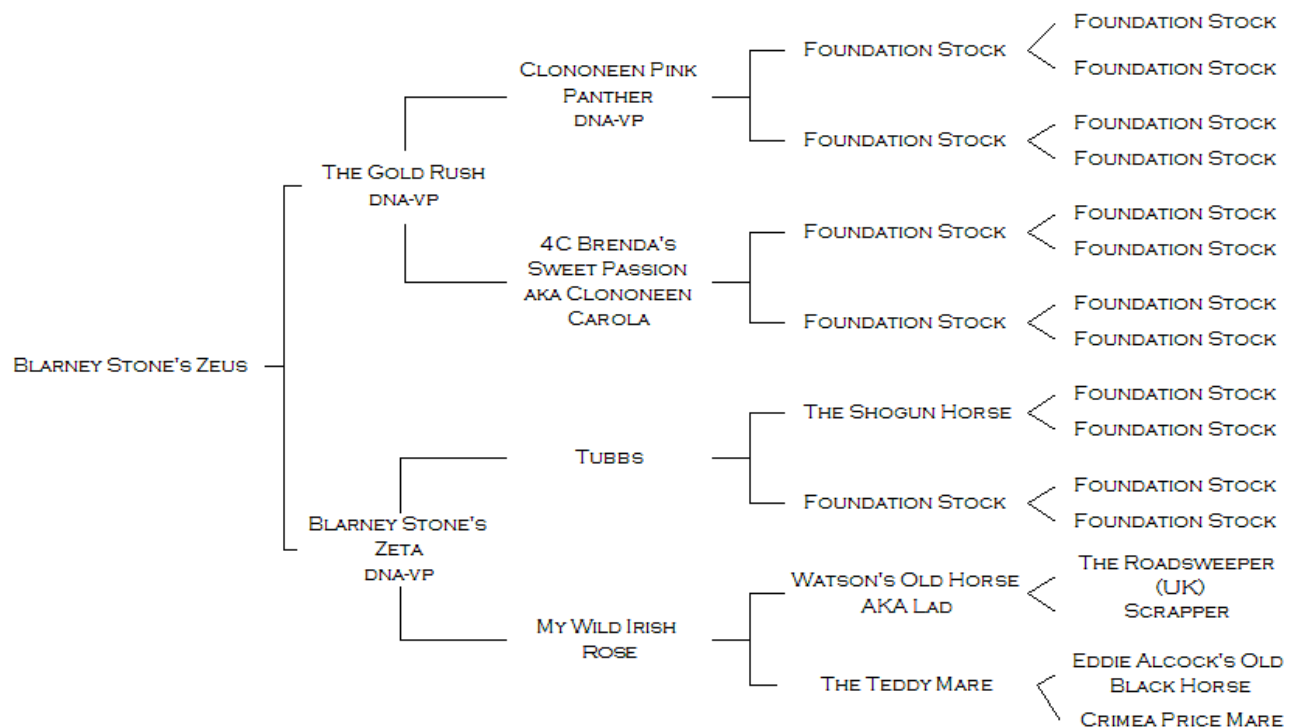 Blarney Stone's Zeus
The Gold Rush
DNA-VP
Blarney Stone's
Zeta
DNA-VP
Clononeen Pink
Panther
DNA-VP
4C Brenda's
Sweet Passion
aka Clononeen
Carola
Tubbs
My Wild Irish
Rose
Foundation Stock
Foundation Stock
Foundation Stock
Foundation Stock
The Shogun Horse
Foundation Stock
Watson's Old Horse
AKA Lad
The Teddy Mare
Foundation Stock
Foundation Stock
Foundation Stock
Foundation Stock
Foundation Stock
Foundation Stock
Foundation Stock
Foundation Stock
Foundation Stock
Foundation Stock
Foundation Stock
Foundation Stock
The Roadsweeper
(UK)
Scrapper
Eddie Alcock's Old
Black Horse
Crimea Price Mare